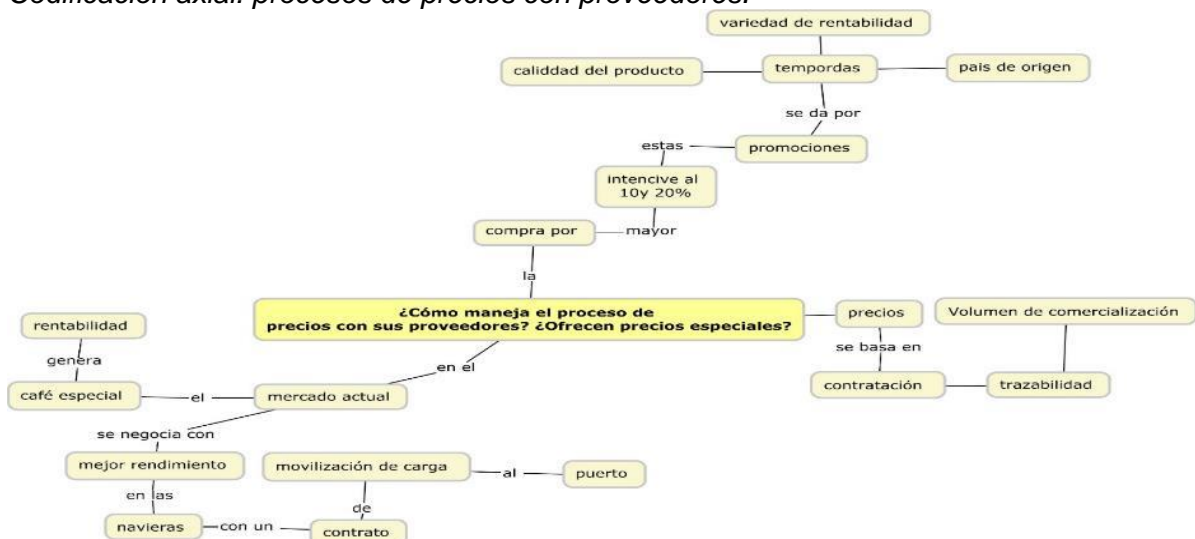 Codificación axial: procesos de precios con proveedores.
variedad de rentabilidad
caliddad del producto
tempordas
pais de origen
se da por
estas
promociones
intencive al
10y 20%
compra por
mayor
la
¿Cómo maneja el proceso de
precios con sus proveedores? ¿Ofrecen precios especiales?
precios
Volumen de comercialización
rentabilidad
se basa en
genera
en el
contratación
trazabilidad
café especial
el
mercado actual
se negocia con
mejor rendimiento
movilización de carga
al
puerto
en las
de
navieras
con un
contrato